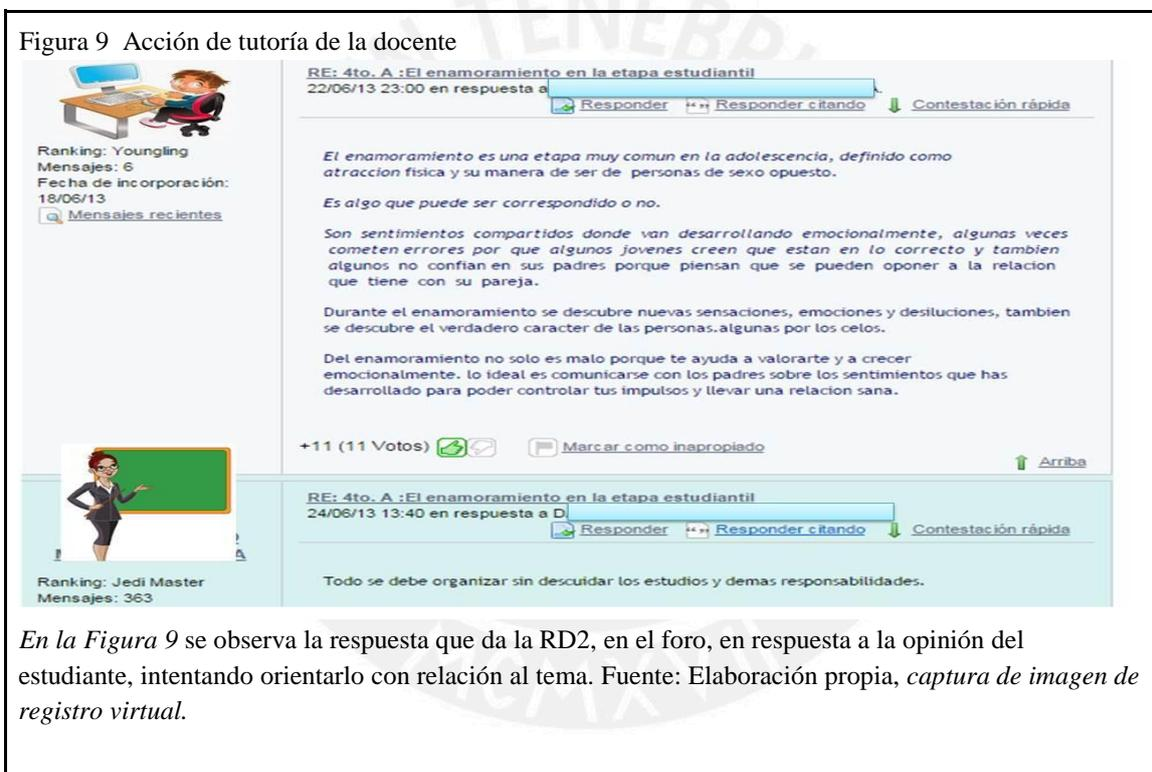 Figura 9 Acción de tutoría de la docente
RE: 4to. A :El enamoramiento en la etapa estudiantil
22/06/13 23:00 en respuesta a
Responder Responder citando Contestación rápida
Ranking: Youngling
Mensajes: 6
Fecha de incorporación:
18/06/13
Mensajes recientes
El enamoramiento es una etapa muy comun en la adolescencia, definido como
atraccion fisica y su manera de ser de personas de sexo opuesto.
Es algo que puede ser correspondido o no.
Son sentimientos compartidos donde van desarrollando emocionalmente, algunas veces
cometen errores por que algunos jovenes creen que estan en lo correcto y tambien
algunos no confian en sus padres porque piensan que se pueden oponer a la relacion
que tiene con su pareja.
Durante el enamoramiento se descubre nuevas sensaciones, emociones y desiluciones, tambien
se descubre el verdadero caracter de las personas.algunas por los celos.
Del enamoramiento no solo es malo porque te ayuda a valorarte y a crecer
emocionalmente. lo ideal es comunicarse con los padres sobre los sentimientos que has
desarrollado para poder controlar tus impulsos y llevar una relacion sana.
+11 (11 Votos) Marcar como inapropiado
Arriba
RE: 4to. A :El enamoramiento en la etapa estudiantil
24/06/13 13:40 en respuesta a D
Responder Responder citando Contestación rápida
Ranking: Jedi Master
Mensajes: 363
Todo se debe organizar sin descuidar los estudios y demas responsabilidades.
En la Figura 9 se observa la respuesta que da la RD2, en el foro, en respuesta a la opinión del
estudiante, intentando orientarlo con relación al tema. Fuente: Elaboración propia, captura de imagen de
registro virtual.